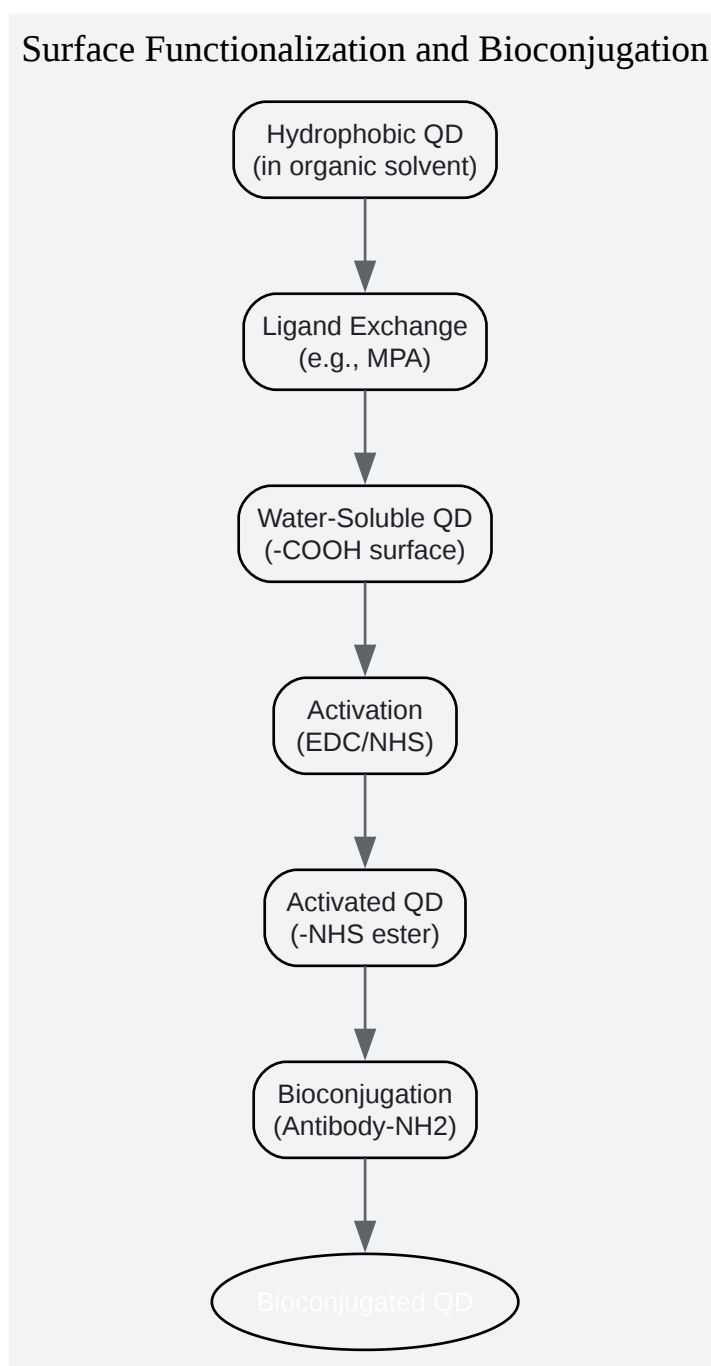 Surface Functionalization and Bioconjugation
Hydrophobic QD
(in organic solvent)
Ligand Exchange
(e.g., MPA)
Water-Soluble QD
(-COOH surface)
Activation
(EDC/NHS)
Activated QD
(-NHS ester)
Bioconjugation
(Antibody-NH2)
Bioconjugated QD